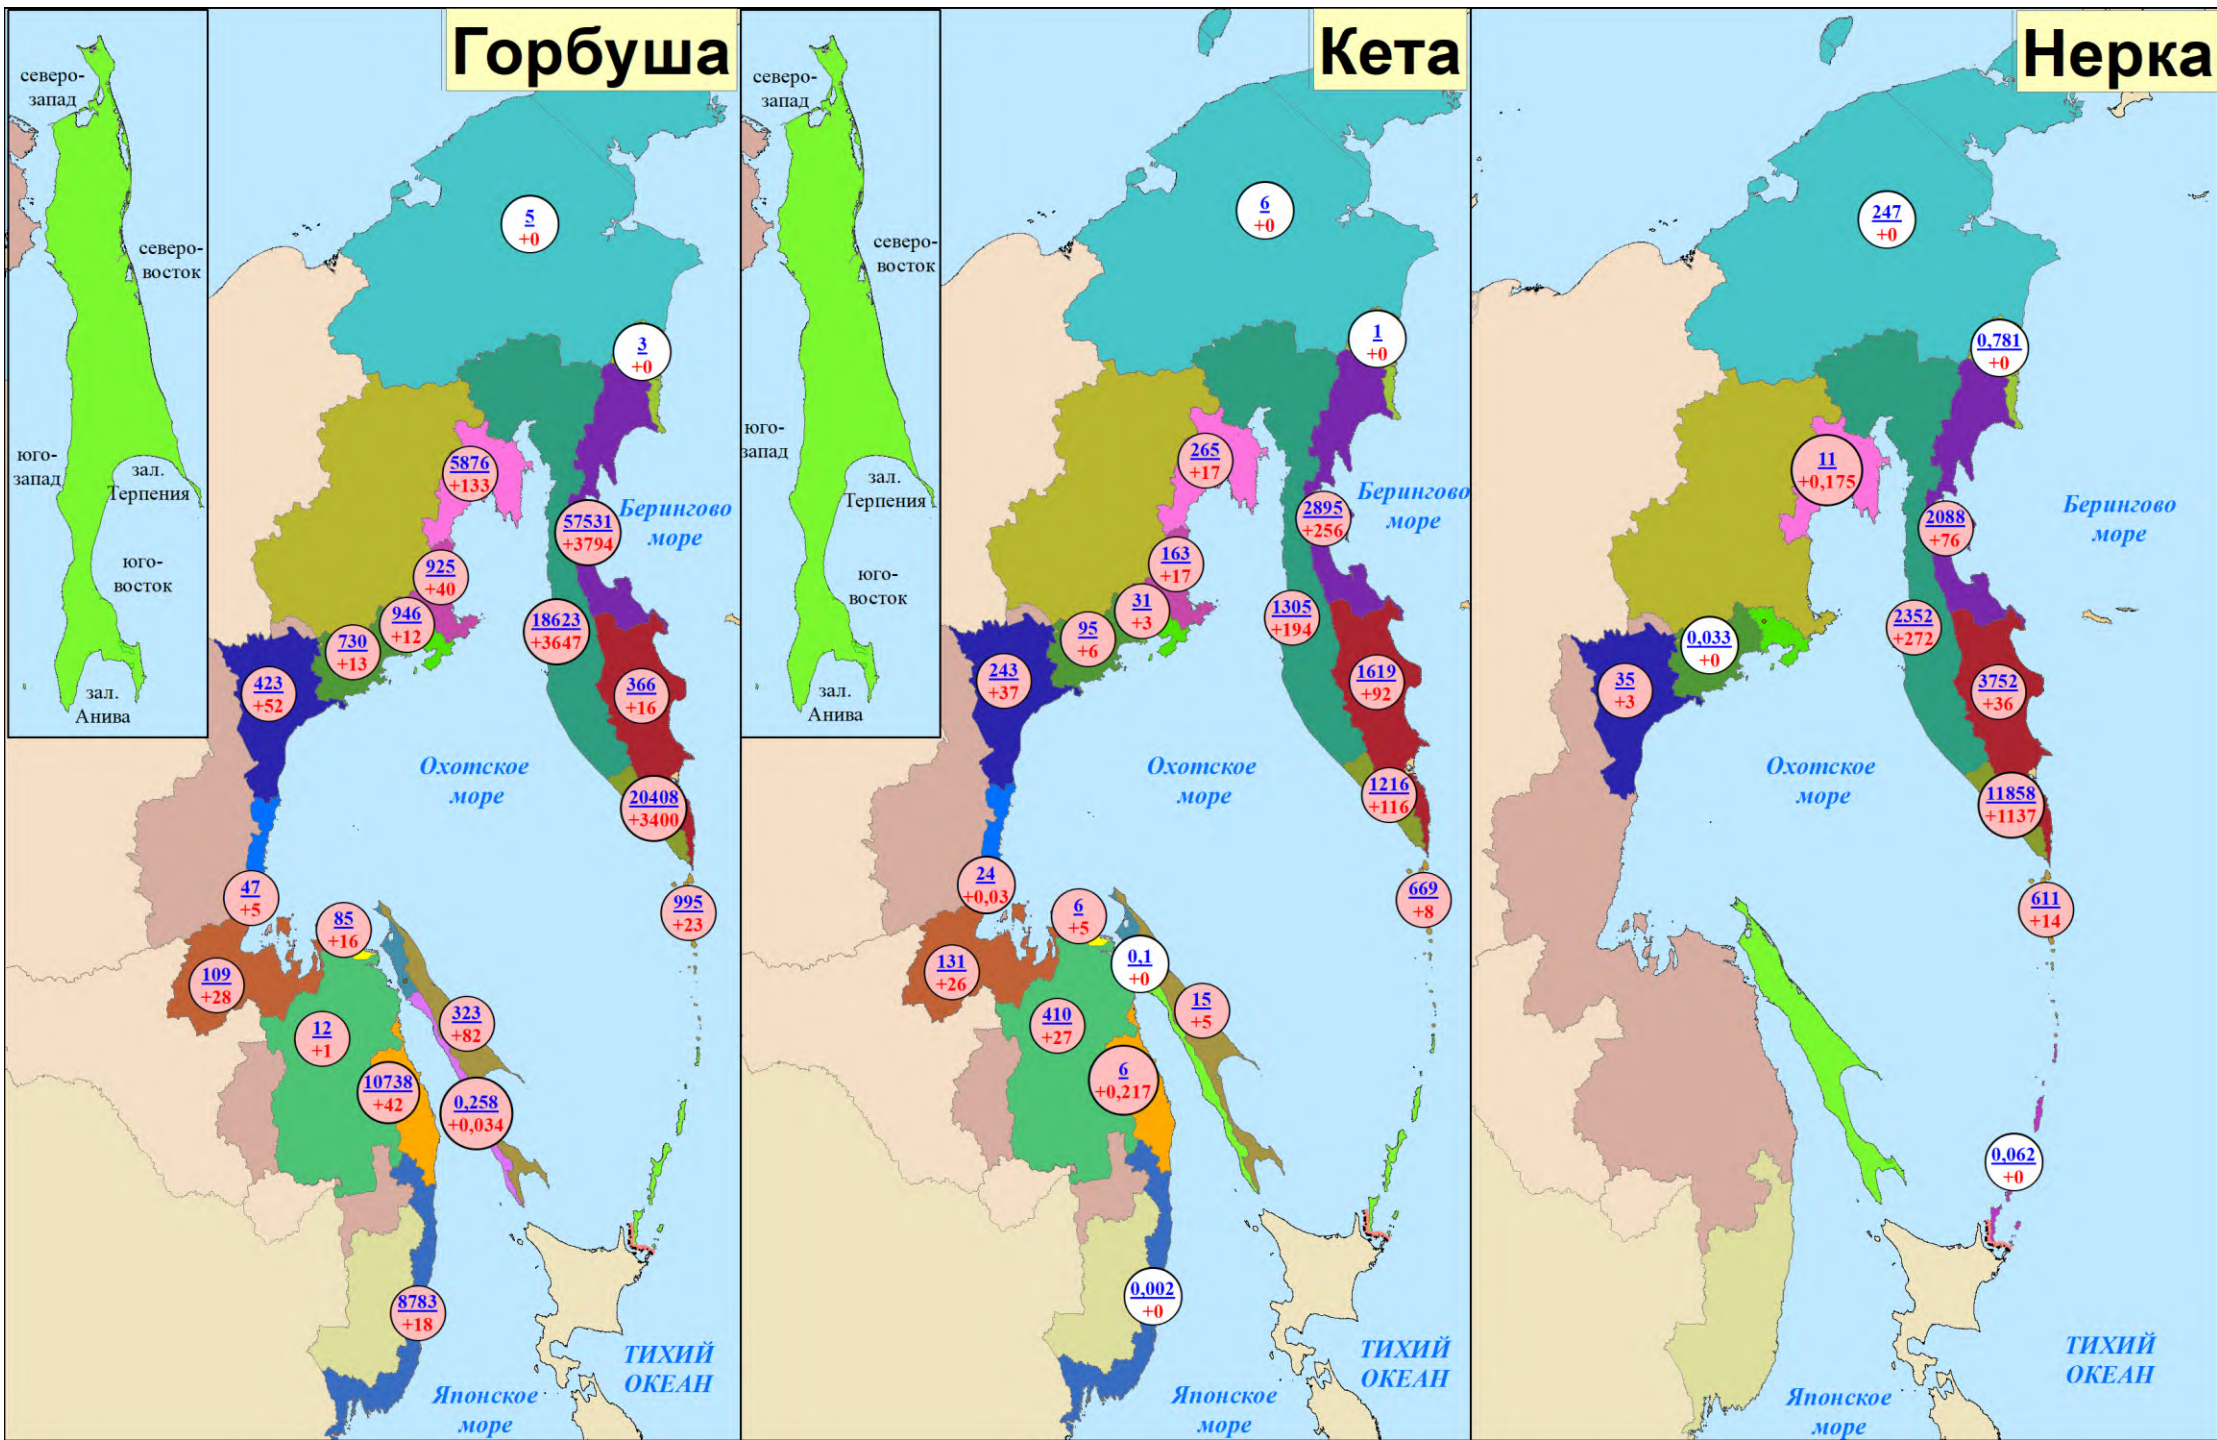 Горбуша
северо-
запад
северо-
восток
юго-
запад
зал.
Терпения
юго-
восток
зал.
Анива
5
+0
3
+0
5876
+133
57531
+3794
Берингово
море
925
+40
946
+12
730
+13
18623
+3647
423
+52
366
+16
Охотское
море
20408
+3400
47
+5
85
+16
995
+23
109
+28
323
+82
12
+1
10738
+42
0,258
+0,034
8783
+18
ТИХИЙ
ОКЕАН
Японское
море
Кета
северо-
запад
северо-
восток
юго-
запад
зал.
Терпения
юго-
восток
зал.
Анива
6
+0
1
+0
265
+17
2895
+256
Берингово
море
163
+17
31
+3
95
+6
1305
+194
243
+37
1619
+92
Охотское
море
1216
+116
24
+0,03
6
+5
669
+8
131
+26
0,1
+0
15
+5
410
+27
6
+0,217
0,002
+0
ТИХИЙ
ОКЕАН
Японское
море
Нерка
247
+0
0,781
+0
11
+0,175
2088
+76
Берингово
море
2352
+272
0,033
+0
35
+3
3752
+36
Охотское
море
11858
+1137
611
+14
0,062
+0
ТИХИЙ
ОКЕАН
Японское
море